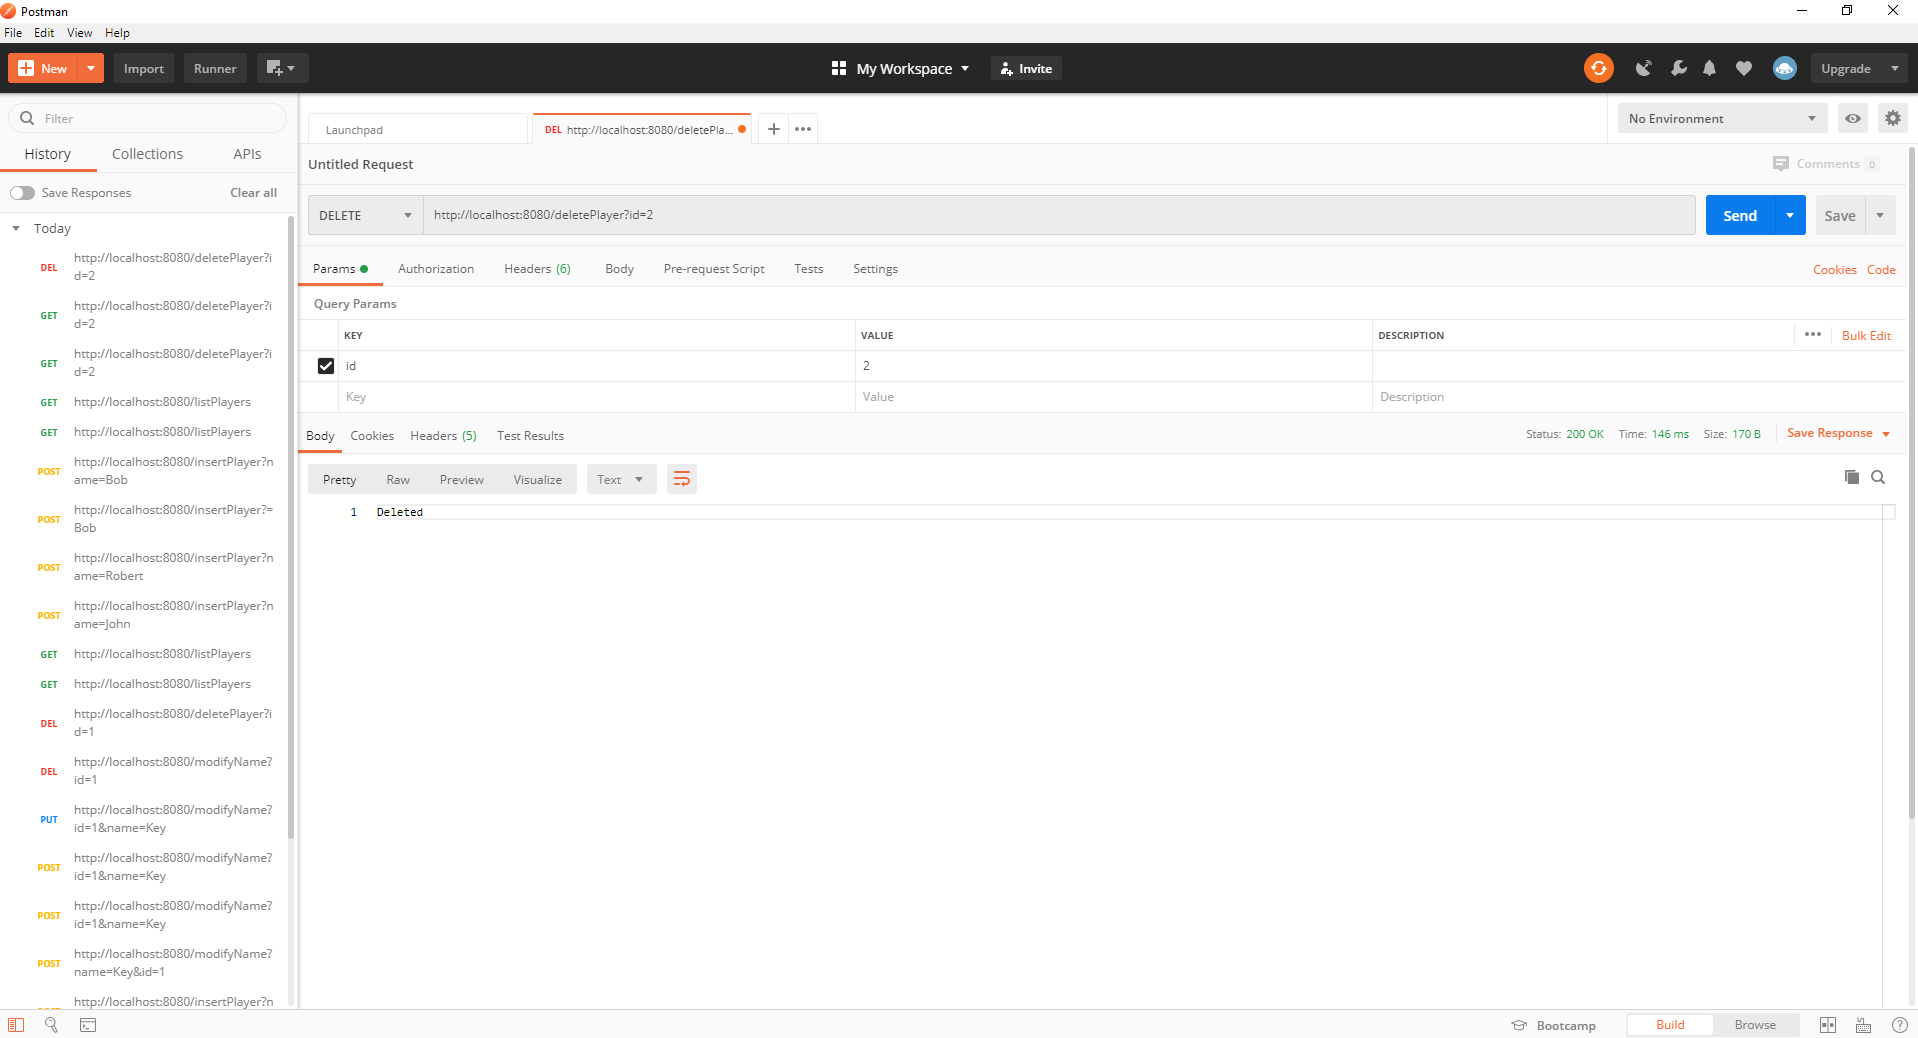 Postman
File Edit View Help
New Import Runner My Workspace Invite Upgrade
Filter
History Collections APIs
Save Responses Clear all
Today
DEL http://localhost:8080/deletePlayer?i
d=2
GET http://localhost:8080/deletePlayer?i
d=2
GET http://localhost:8080/deletePlayer?i
d=2
GET http://localhost:8080/listPlayers
GET http://localhost:8080/listPlayers
POST http://localhost:8080/insertPlayer?n
ame=Bob
POST http://localhost:8080/insertPlayer?=
Bob
POST http://localhost:8080/insertPlayer?n
ame=Robert
POST http://localhost:8080/insertPlayer?n
ame=John
GET http://localhost:8080/listPlayers
GET http://localhost:8080/listPlayers
DEL http://localhost:8080/deletePlayer?i
d=1
DEL http://localhost:8080/modifyName?
id=1
PUT http://localhost:8080/modifyName?
id=1&name=Key
POST http://localhost:8080/modifyName?
id=1&name=Key
POST http://localhost:8080/modifyName?
id=1&name=Key
POST http://localhost:8080/modifyName?
name=Key&id=1
http://localhost:8080/insertPlayer?n
Launchpad DEL http://localhost:8080/deletePla... No Environment
Untitled Request Comments 0
DELETE http://localhost:8080/deletePlayer?id=2 Send Save
Params Authorization Headers (6) Body Pre-request Script Tests Settings Cookies Code
Query Params
KEY VALUE DESCRIPTION Bulk Edit
id 2
Key Value Description
Body Cookies Headers (5) Test Results Status: 200 OK Time: 146 ms Size: 170 B Save Response
Pretty Raw Preview Visualize Text
1 Deleted
Bootcamp Build Browse